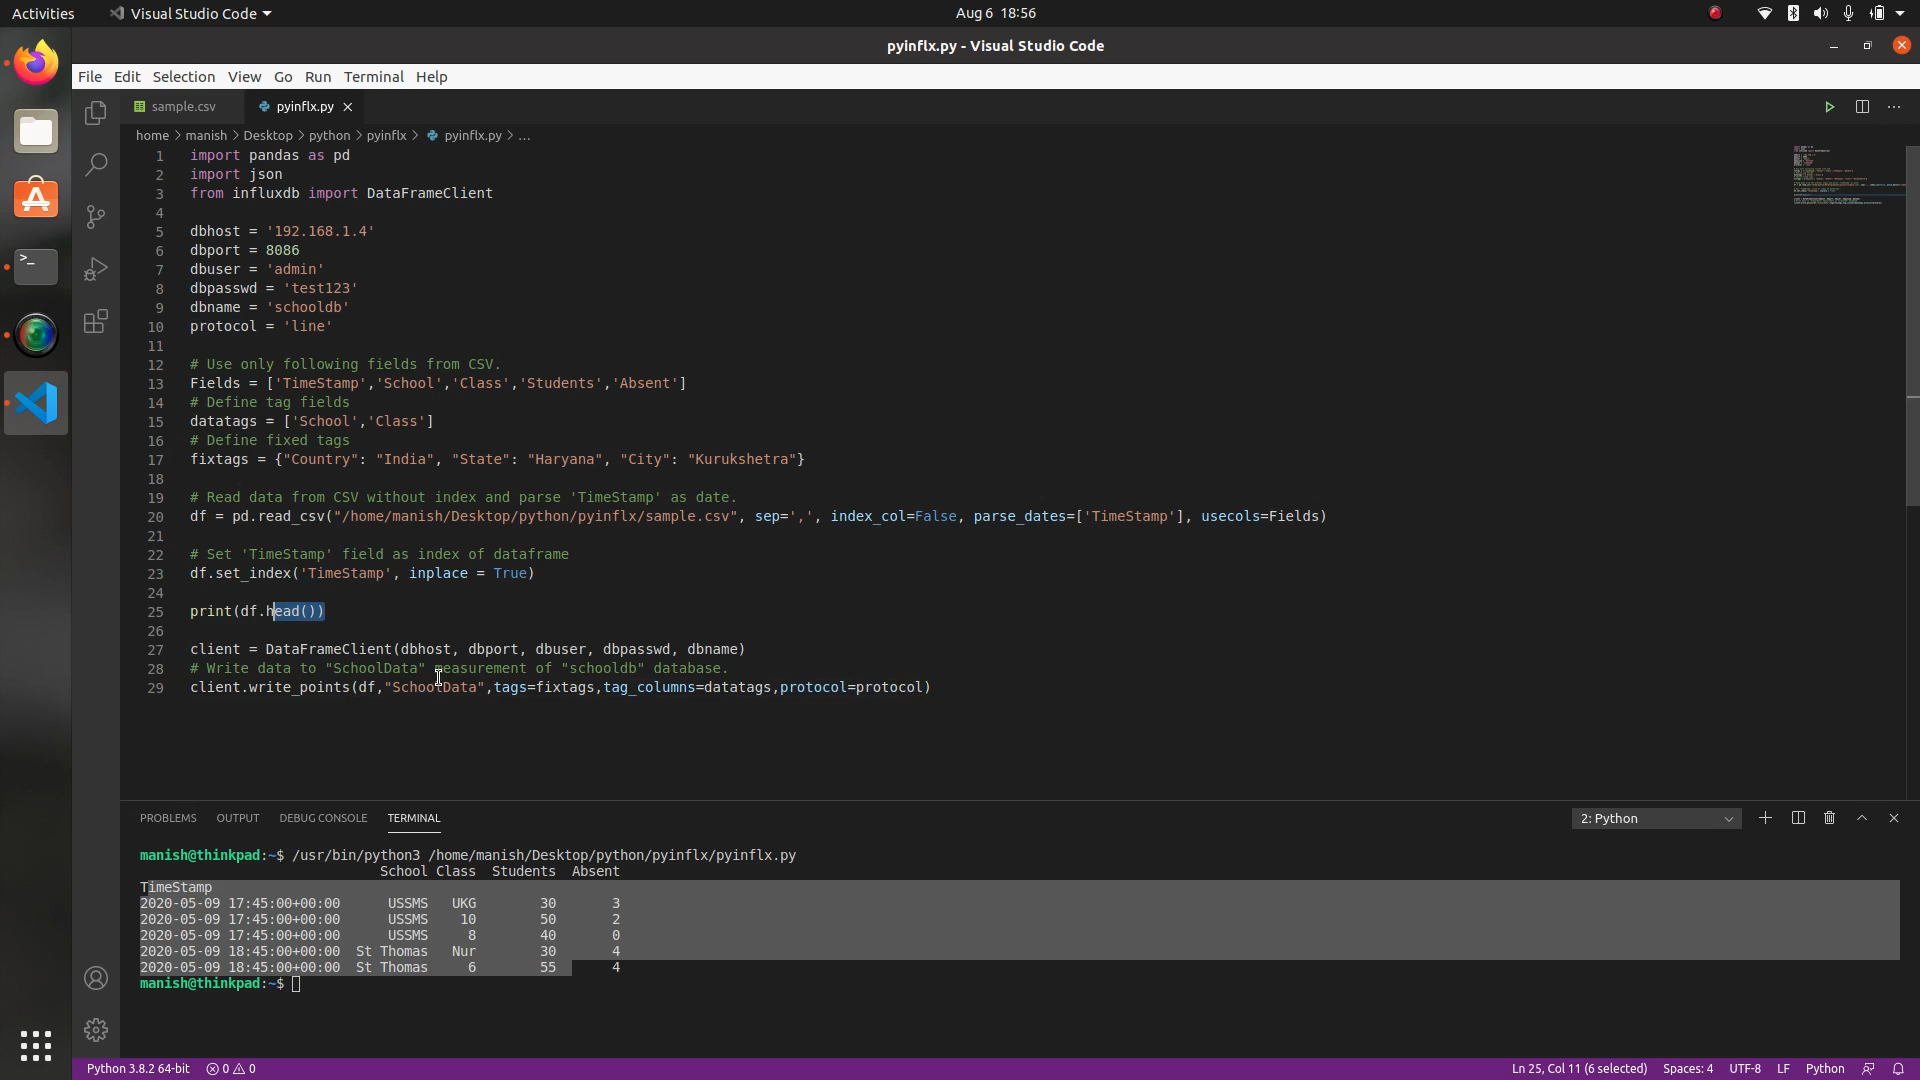 Activities Visual Studio Code Aug 6 18:56
pyinflx.py - Visual Studio Code
File Edit Selection View Go Run Terminal Help
sample.csv pyinflx.py
home > manish > Desktop > python > pyinflx > pyinflx.py > ...
1 import pandas as pd
2 import json
3 from influxdb import DataFrameClient
4
5 dbhost = '192.168.1.4'
6 dbport = 8086
7 dbuser = 'admin'
8 dbpasswd = 'test123'
9 dbname = 'schooldb'
10 protocol = 'line'
11
12 # Use only following fields from CSV.
13 Fields = ['TimeStamp','School','Class','Students','Absent']
14 # Define tag fields
15 datatags = ['School','Class']
16 # Define fixed tags
17 fixtags = {"Country": "India", "State": "Haryana", "City": "Kurukshetra"}
18
19 # Read data from CSV without index and parse 'TimeStamp' as date.
20 df = pd.read_csv("/home/manish/Desktop/python/pyinflx/sample.csv", sep=',', index_col=False, parse_dates=['TimeStamp'], usecols=Fields)
21
22 # Set 'TimeStamp' field as index of dataframe
23 df.set_index('TimeStamp', inplace = True)
24
25 print(df.head())
26
27 client = DataFrameClient(dbhost, dbport, dbuser, dbpasswd, dbname)
28 # Write data to "SchoolData" measurement of "schooldb" database.
29 client.write_points(df,"SchoolData",tags=fixtags,tag_columns=datatags,protocol=protocol)
PROBLEMS OUTPUT DEBUG CONSOLE TERMINAL 2: Python
manish@thinkpad:~$ /usr/bin/python3 /home/manish/Desktop/python/pyinflx/pyinflx.py
School Class Students Absent
TimeStamp
2020-05-09 17:45:00+00:00 USSMS UKG 30 3
2020-05-09 17:45:00+00:00 USSMS 10 50 2
2020-05-09 17:45:00+00:00 USSMS 8 40 0
2020-05-09 18:45:00+00:00 St Thomas Nur 30 4
2020-05-09 18:45:00+00:00 St Thomas 6 55 4
manish@thinkpad:~$
Python 3.8.2 64-bit 0 0 Ln 25, Col 11 (6 selected) Spaces: 4 UTF-8 LF Python